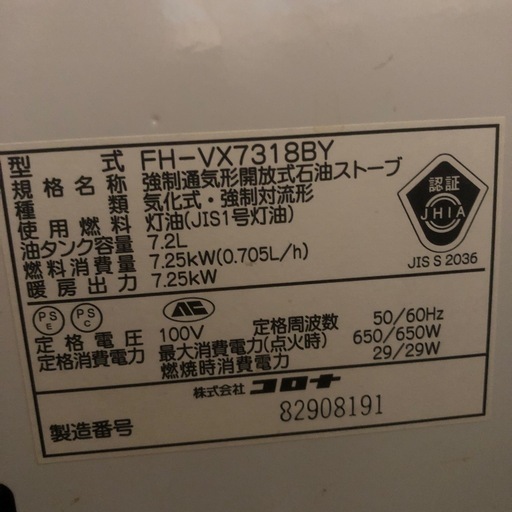 型式 FH-VX7318BY
規格名称 強制通気形開放式石油ストーブ
種類 気化式・強制対流形
使用燃料 灯油(JIS1号灯油)
油タンク容量 7.2L
燃料消費量 7.25kW(0.705L/h)
暖房出力 7.25kW
認証
JHIA
JIS S 2036
PS E
PS C
定格電圧 100V 定格周波数 50/60Hz
定格消費電力 最大消費電力(点火時) 650/650W
燃焼時消費電力 29/29W
株式会社 コロナ
製造番号 82908191